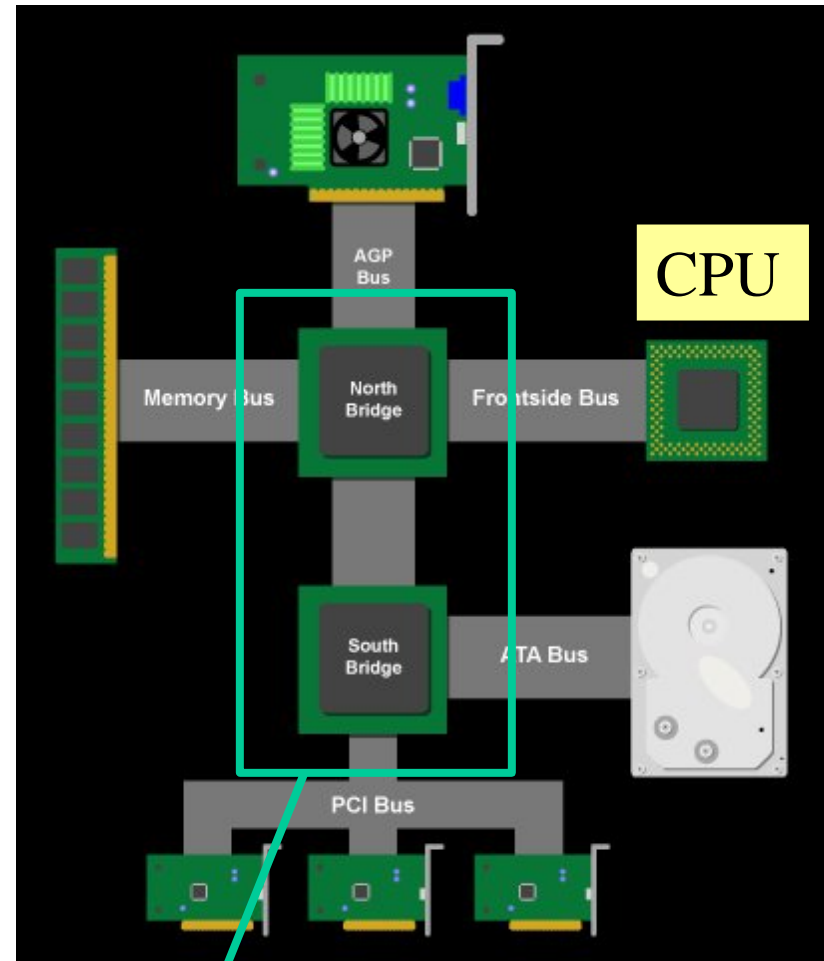 AGP
Bus
CPU
Memory Bus
North
Bridge
Frontside Bus
South
Bridge
ATA Bus
PCI Bus